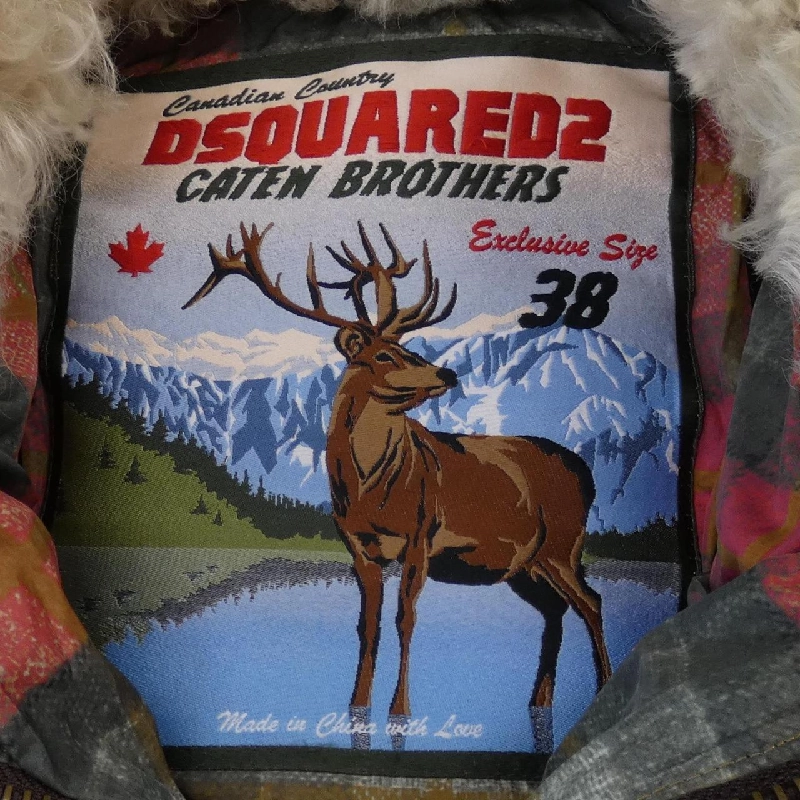 Canadian Country
DSQUARED2
CATEN BROTHERS
Exclusive Size
38
Made in China with Love